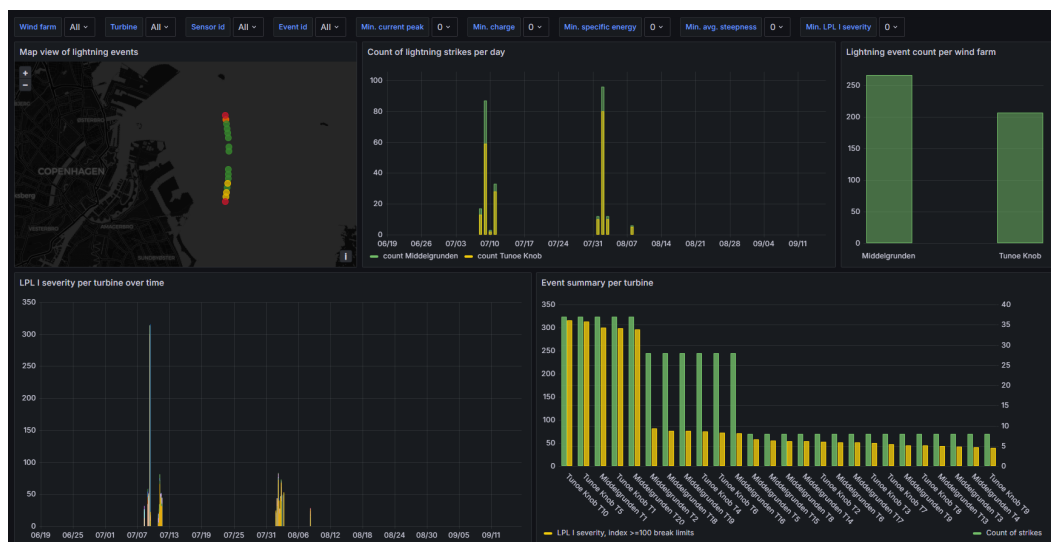 Wind farm All Turbine All Sensor id All Event id All Min. current peak 0 Min. charge 0 Min. specific energy 0 Min. avg. steepness 0 Min. LPL I severity 0
Map view of lightning events
+
−
COPENHAGEN
i
Count of lightning strikes per day
100
80
60
40
20
0
06/19 06/26 07/03 07/10 07/17 07/24 07/31 08/07 08/14 08/21 08/28 09/04 09/11
count Middelgrunden count Tunoe Knob
Lightning event count per wind farm
250
200
150
100
50
0
Middelgrunden Tunoe Knob
LPL I severity per turbine over time
350
300
250
200
150
100
50
0
06/19 06/25 07/01 07/07 07/13 07/19 07/25 07/31 08/06 08/12 08/18 08/24 08/30 09/05 09/11
Event summary per turbine
350 40
300 35
250 30
200 25
150 20
100 15
50 10
0 5
0
Tunoe Knob T10
Tunoe Knob T5
Middelgrunden T1
Tunoe Knob T1
Middelgrunden T20
Middelgrunden T18
Middelgrunden T19
Tunoe Knob T4
Tunoe Knob T6
Middelgrunden T16
Middelgrunden T5
Middelgrunden T15
Middelgrunden T8
Middelgrunden T14
Tunoe Knob T2
Middelgrunden T6
Middelgrunden T17
Tunoe Knob T7
Tunoe Knob T3
Middelgrunden T9
Tunoe Knob T8
Middelgrunden T13
Middelgrunden T3
Middelgrunden T4
Tunoe Knob T9
LPL I severity, index >=100 break limits Count of strikes